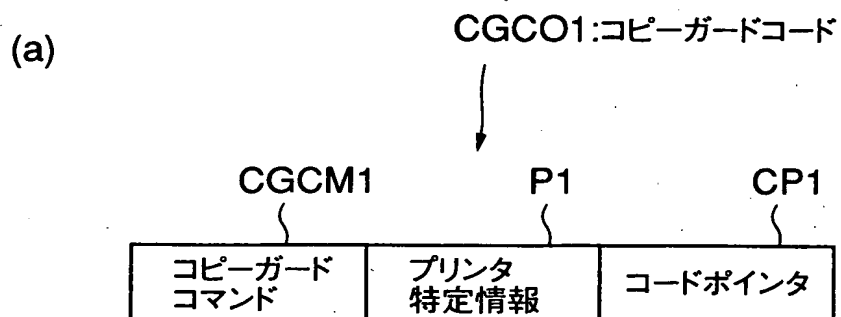 (a)
CGCO1:コピーガードコード
CGCM1 P1 CP1
コピーガード
コマンド
プリンタ
特定情報
コードポインタ